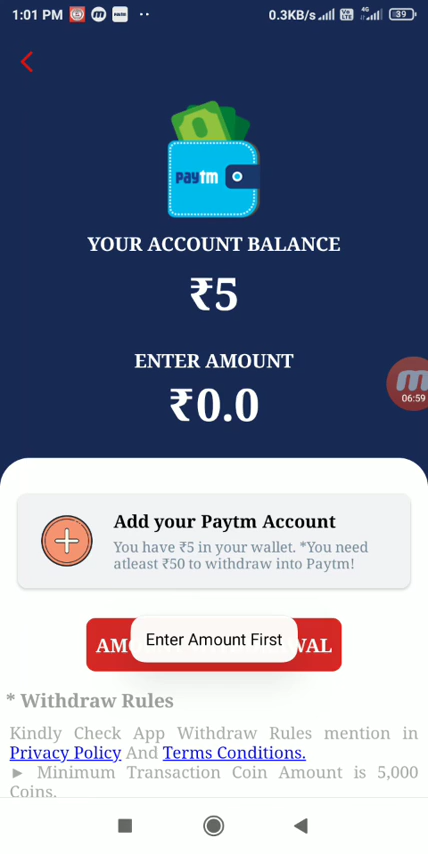 1:01 PM
0.3KB/s
4G
39
paytm
YOUR ACCOUNT BALANCE
₹5
ENTER AMOUNT
₹0.0
06:59
Add your Paytm Account
You have ₹5 in your wallet. *You need
atleast ₹50 to withdraw into Paytm!
Enter Amount First
* Withdraw Rules
Kindly Check App Withdraw Rules mention in
Privacy Policy And Terms Conditions.
► Minimum Transaction Coin Amount is 5,000
Coins.